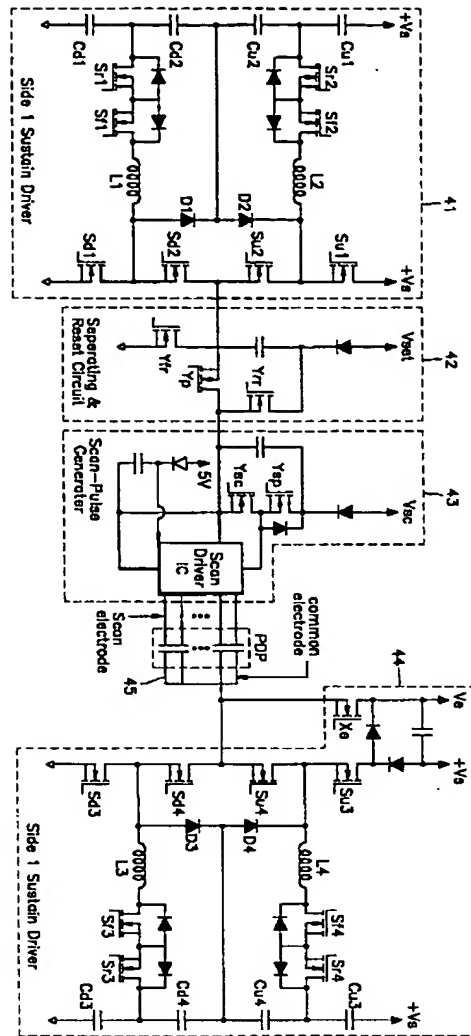 41
+Vs
+Vs
Cu1
Su1
Sr2
Sf2
L2
Cu2
D2
Su2
Cd2
D1
Sd2
Sr1
Sf1
L1
Cd1
Sd1
Side 1 Sustain Driver
42
Vset
Yrr
Yp
Yfr
Seperating &
Reset Circuit
43
Vsc
Ysp
Ysc
5V
Scan
Driver
IC
Scan-Pulse
Generater
common
electrode
PDP
Scan
electrode
45
44
Ve
+Vs
Xe
Su3
Su4
Sd4
Sd3
+Vs
Cu3
L4
Sf4
Sr4
D4
Cu4
D3
Cd4
L3
Sf3
Sr3
Cd3
Side 1 Sustain Driver